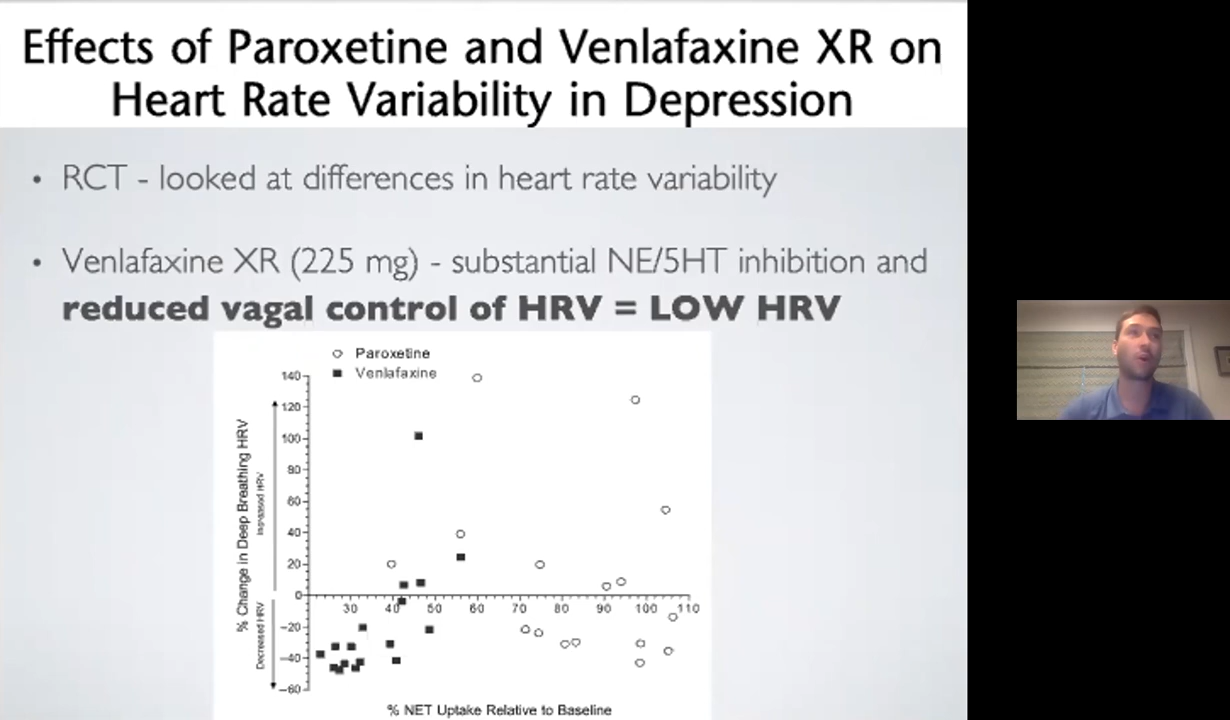 Effects of Paroxetine and Venlafaxine XR on
Heart Rate Variability in Depression
• RCT - looked at differences in heart rate variability
• Venlafaxine XR (225 mg) - substantial NE/5HT inhibition and
reduced vagal control of HRV = LOW HRV
Paroxetine
Venlafaxine
140
120
100
80
60
40
20
0
-20
-40
-60
% Change in Deep Breathing HRV
Increased HRV
Decreased HRV
30 40 50 60 70 80 90 100 110
% NET Uptake Relative to Baseline